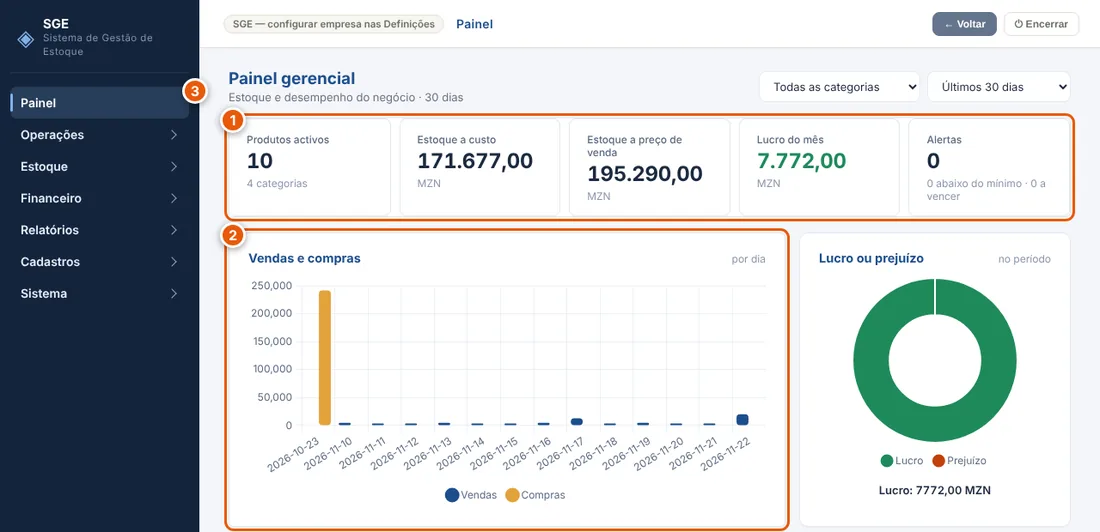 SGE
Sistema de Gestão de
Estoque
Painel
Operações
Estoque
Financeiro
Relatórios
Cadastros
Sistema
SGE — configurar empresa nas Definições
Painel
← Voltar
Encerrar
Painel gerencial
Estoque e desempenho do negócio · 30 dias
Todas as categorias
Últimos 30 dias
3
1
Produtos activos
10
4 categorias
Estoque a custo
171.677,00
MZN
Estoque a preço de
venda
195.290,00
MZN
Lucro do mês
7.772,00
MZN
Alertas
0
0 abaixo do mínimo · 0 a
vencer
2
Vendas e compras
por dia
250,000
200,000
150,000
100,000
50,000
0
2026-10-23
2026-11-10
2026-11-11
2026-11-12
2026-11-13
2026-11-14
2026-11-15
2026-11-16
2026-11-17
2026-11-18
2026-11-19
2026-11-20
2026-11-21
2026-11-22
Vendas
Compras
Lucro ou prejuízo
no período
Lucro
Prejuízo
Lucro: 7772,00 MZN